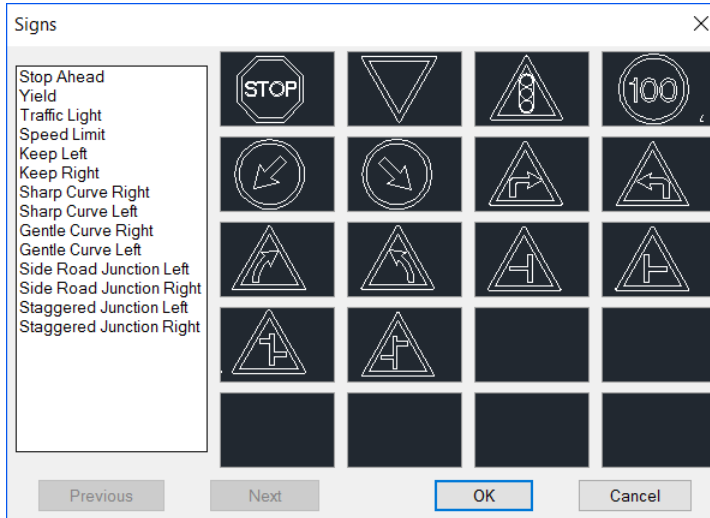 Signs
Stop Ahead
Yield
Traffic Light
Speed Limit
Keep Left
Keep Right
Sharp Curve Right
Sharp Curve Left
Gentle Curve Right
Gentle Curve Left
Side Road Junction Left
Side Road Junction Right
Staggered Junction Left
Staggered Junction Right
STOP
100
Previous
Next
OK
Cancel